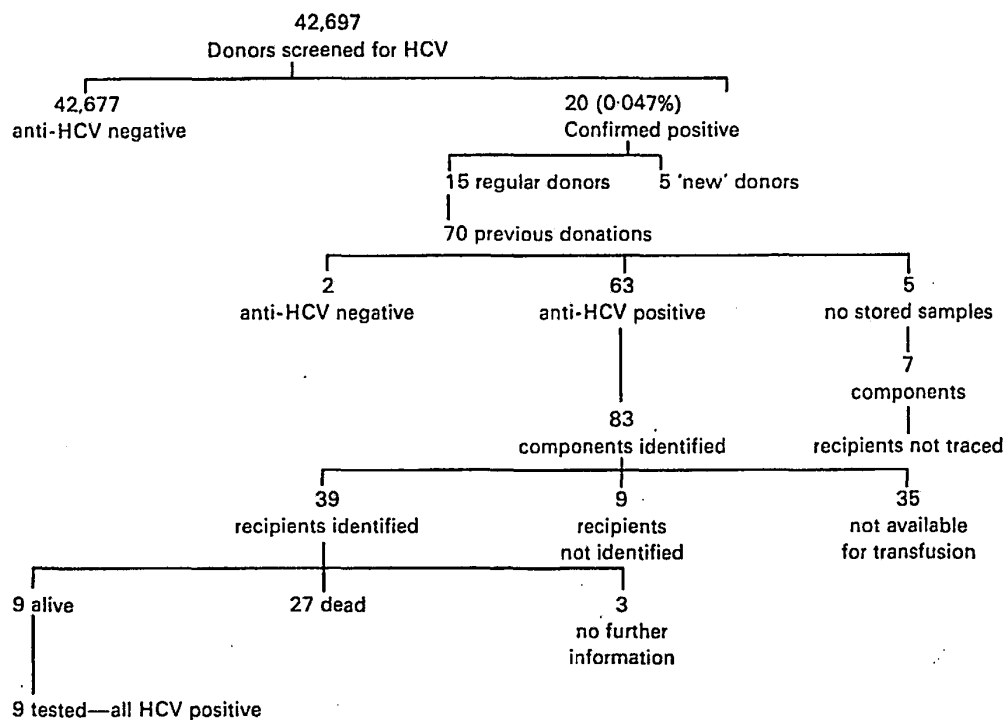 42,697
Donors screened for HCV
42,677
anti-HCV negative
20 (0·047%)
Confirmed positive
15 regular donors
5 'new' donors
70 previous donations
2
anti-HCV negative
63
anti-HCV positive
5
no stored samples
7
components
recipients not traced
83
components identified
39
recipients identified
9
recipients
not identified
35
not available
for transfusion
9 alive
27 dead
3
no further
information
9 tested—all HCV positive